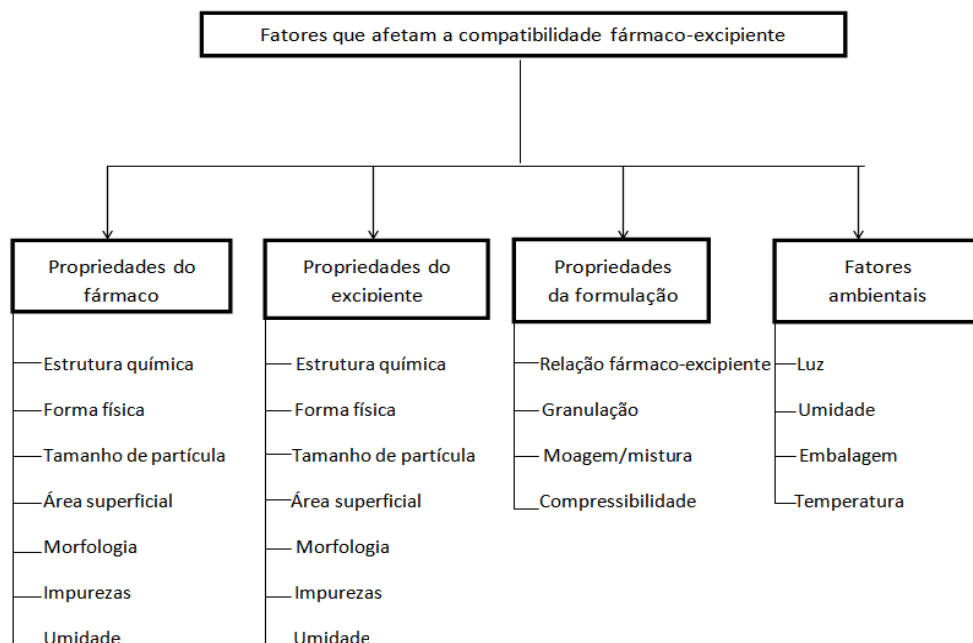 Fatores que afetam a compatibilidade fármaco-excipiente
Propriedades do
fármaco
Estrutura química
Forma física
Tamanho de partícula
Área superficial
Morfologia
Impurezas
Umidade
Propriedades do
excipiente
Estrutura química
Forma física
Tamanho de partícula
Área superficial
Morfologia
Impurezas
Umidade
Propriedades
da formulação
Relação fármaco-excipiente
Granulação
Moagem/mistura
Compressibilidade
Fatores
ambientais
Luz
Umidade
Embalagem
Temperatura